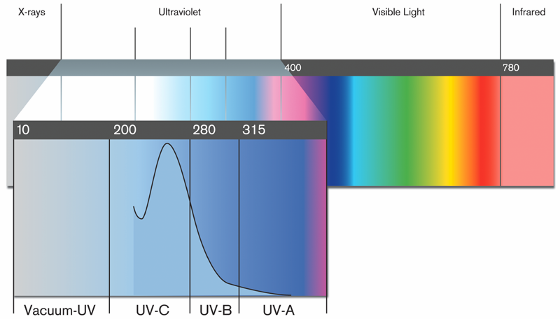 X-rays Ultraviolet Visible Light Infrared
400 780
10 200 280 315
Vacuum-UV UV-C UV-B UV-A